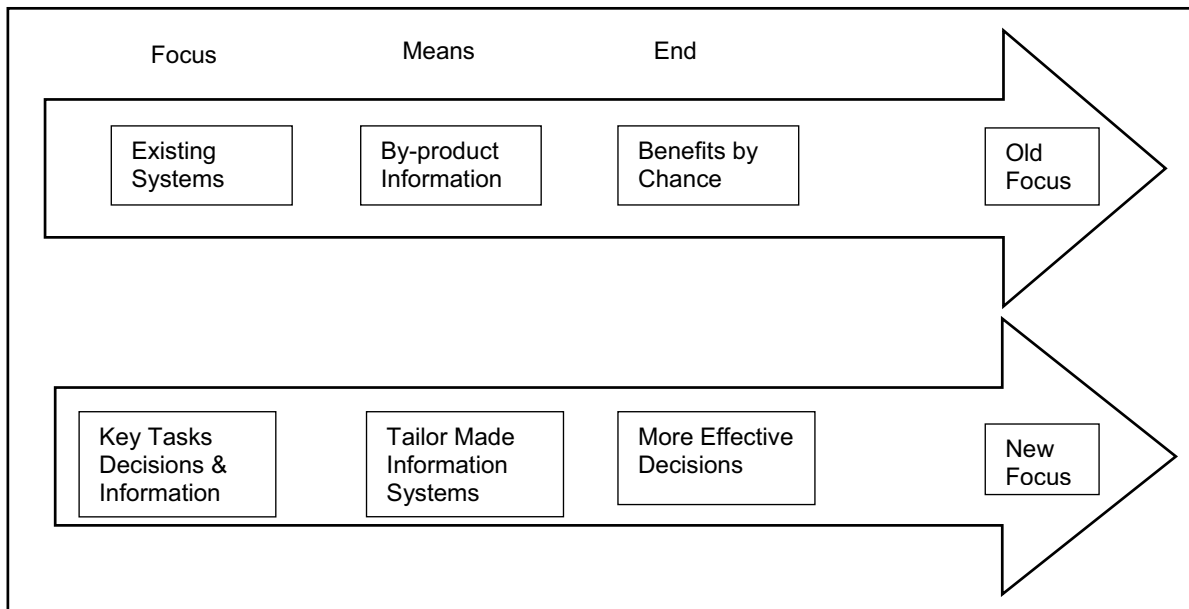 Focus
Means
End
Existing
Systems
By-product
Information
Benefits by
Chance
Old
Focus
Key Tasks
Decisions &
Information
Tailor Made
Information
Systems
More Effective
Decisions
New
Focus